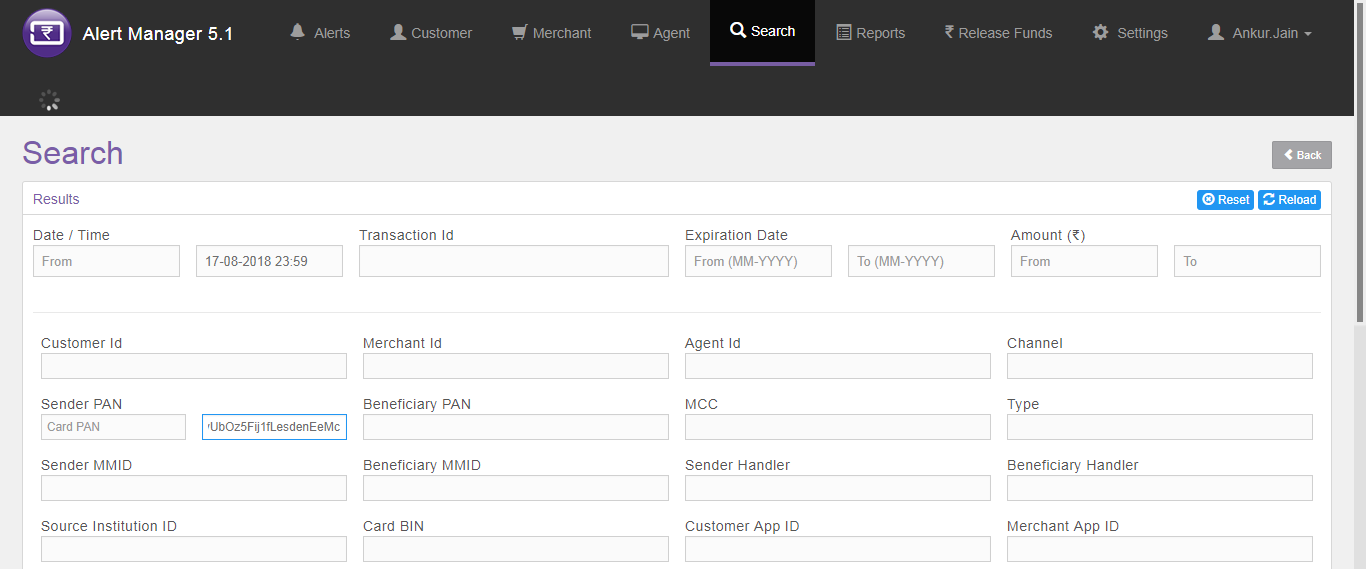 Alert Manager 5.1
Alerts
Customer
Merchant
Agent
Search
Reports
₹ Release Funds
Settings
Ankur.Jain
Search
Back
Results
Reset
Reload
Date / Time
Transaction Id
Expiration Date
Amount (₹)
From
17-08-2018 23:59
From (MM-YYYY)
To (MM-YYYY)
From
To
Customer Id
Merchant Id
Agent Id
Channel
Sender PAN
Beneficiary PAN
MCC
Type
Card PAN
UbOz5Fij1fLesdenEeMc
Sender MMID
Beneficiary MMID
Sender Handler
Beneficiary Handler
Source Institution ID
Card BIN
Customer App ID
Merchant App ID